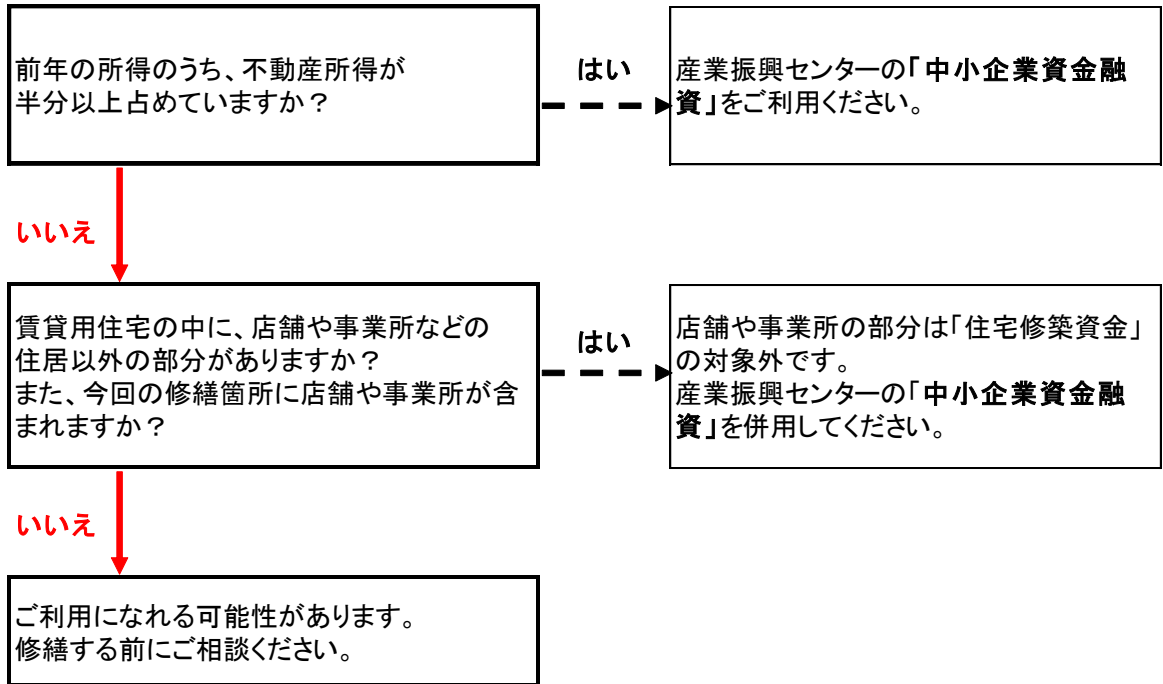 前年の所得のうち、不動産所得が
半分以上占めていますか?
はい
産業振興センターの「中小企業資金融
資」をご利用ください。
いいえ
賃貸用住宅の中に、店舗や事業所などの
住居以外の部分がありますか?
また、今回の修繕箇所に店舗や事業所が含
まれますか?
はい
店舗や事業所の部分は「住宅修築資金」
の対象外です。
産業振興センターの「中小企業資金融
資」を併用してください。
いいえ
ご利用になれる可能性があります。
修繕する前にご相談ください。